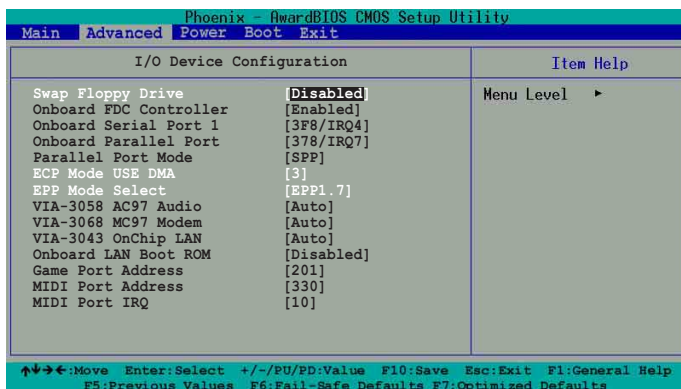 Phoenix - AwardBIOS CMOS Setup Utility
Main Advanced Power Boot Exit
I/O Device Configuration
Item Help
Swap Floppy Drive [Disabled]
Menu Level ►
Onboard FDC Controller [Enabled]
Onboard Serial Port 1 [3F8/IRQ4]
Onboard Parallel Port [378/IRQ7]
Parallel Port Mode [SPP]
ECP Mode USE DMA [3]
EPP Mode Select [EPP1.7]
VIA-3058 AC97 Audio [Auto]
VIA-3068 MC97 Modem [Auto]
VIA-3043 OnChip LAN [Auto]
Onboard LAN Boot ROM [Disabled]
Game Port Address [201]
MIDI Port Address [330]
MIDI Port IRQ [10]
↑↓→←:Move Enter:Select +/-/PU/PD:Value F10:Save Esc:Exit F1:General Help
F5:Previous Values F6:Fail-Safe Defaults F7:Optimized Defaults